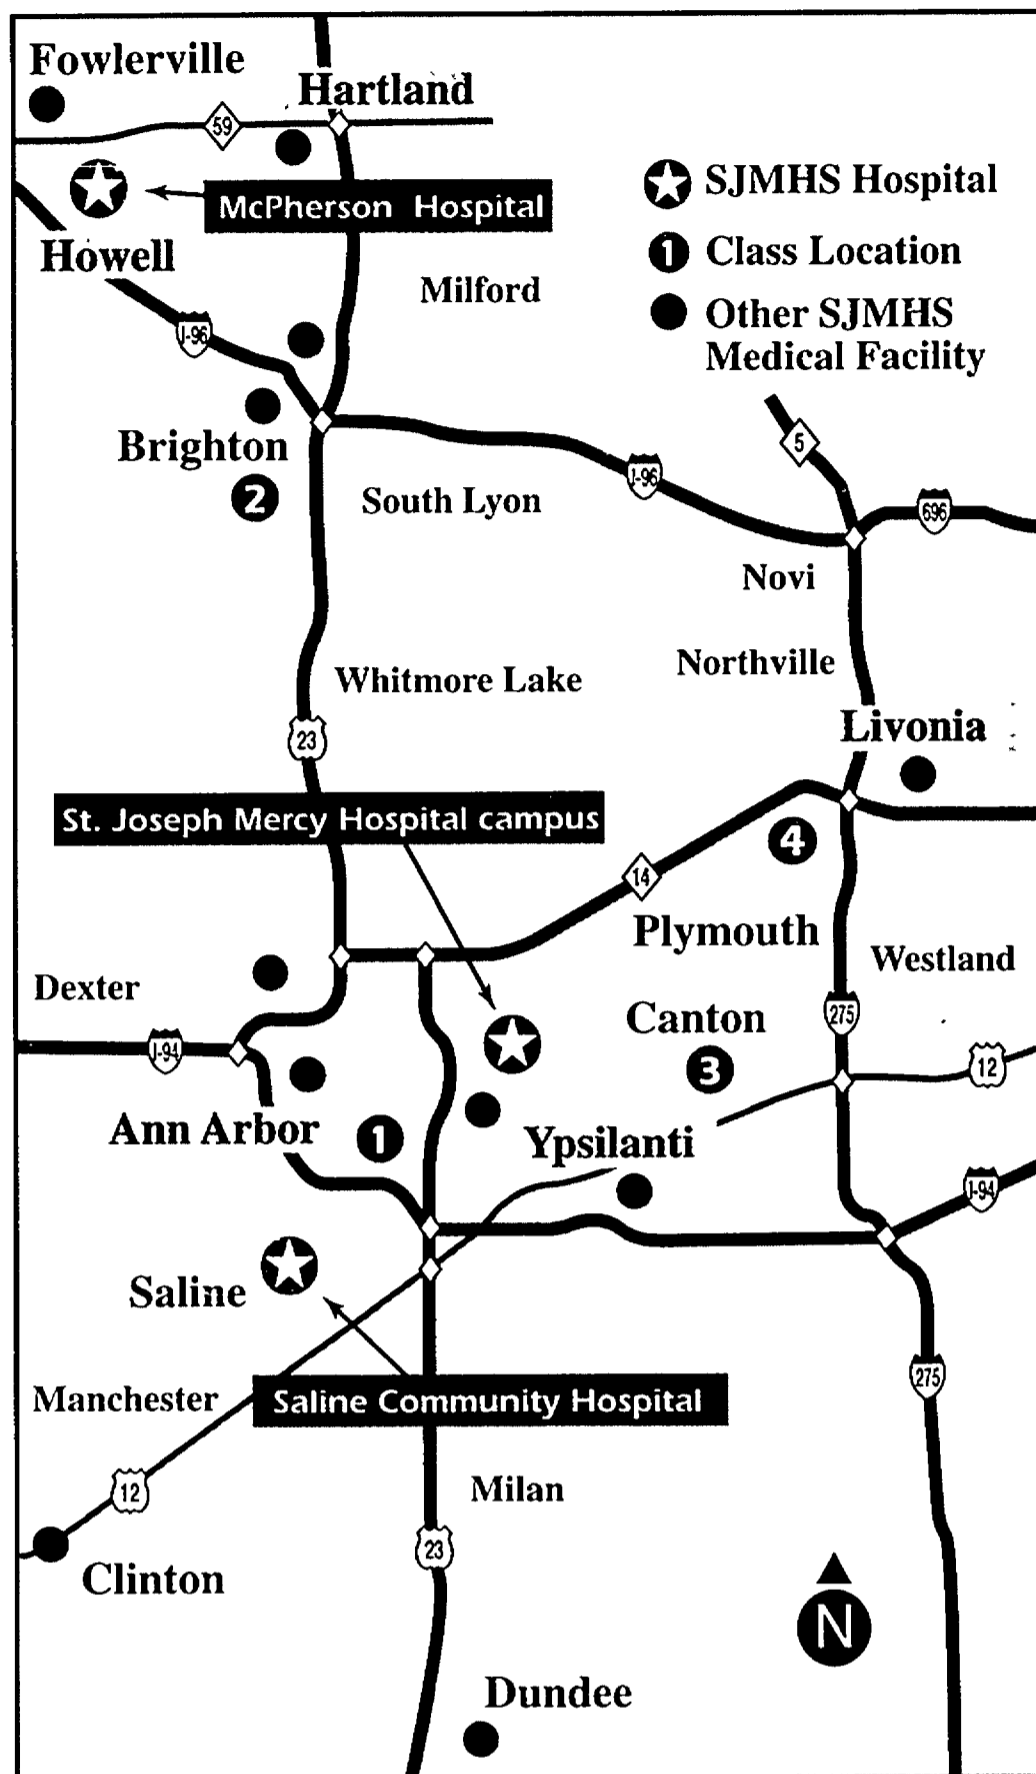 Fowlerville
Hartland
59
McPherson Hospital
Howell
Milford
SJMHS Hospital
1 Class Location
Other SJMHS
Medical Facility
I-96
Brighton
2
South Lyon
I-96
5
696
Novi
Northville
Whitmore Lake
23
Livonia
St. Joseph Mercy Hospital campus
4
14
Plymouth
Westland
Dexter
Canton
275
3
12
I-94
Ann Arbor
1
Ypsilanti
I-94
Saline
275
Manchester
Saline Community Hospital
12
Milan
23
Clinton
N
Dundee